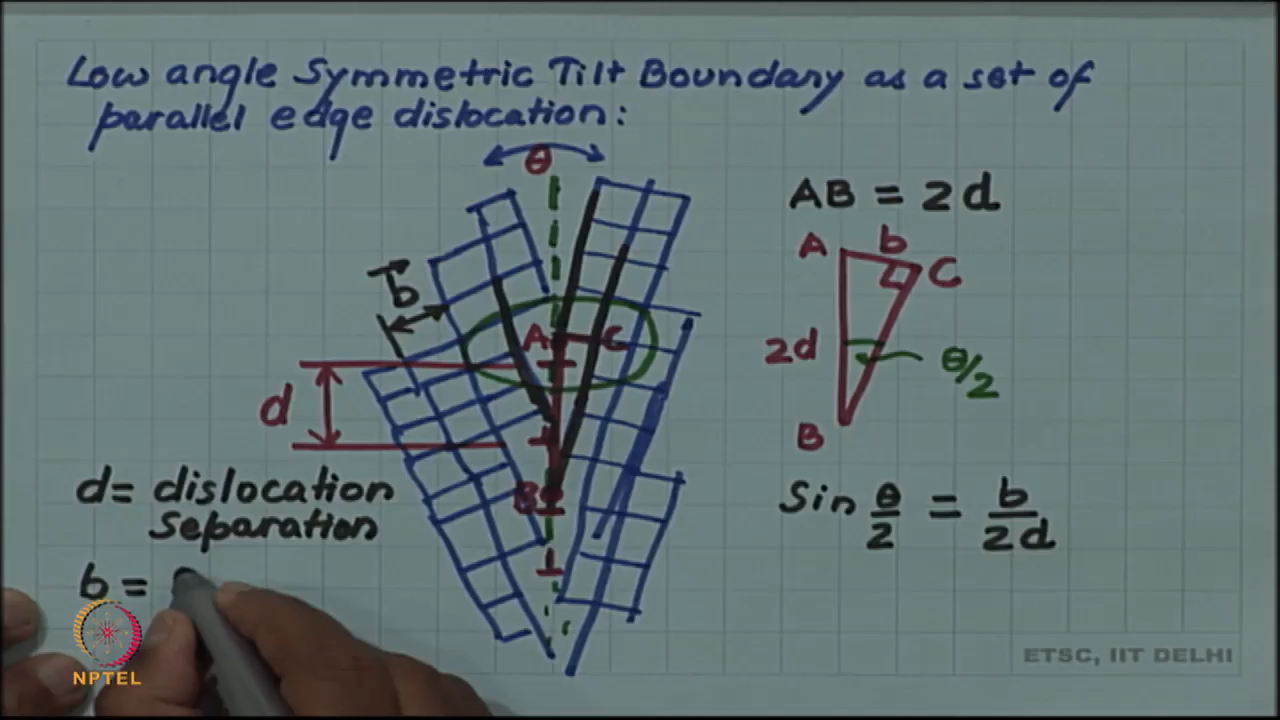 Low angle Symmetric Tilt Boundary as a set of
parallel edge dislocation:
θ
AB = 2d
A b C
b
A C
2d θ/2
d
B
B
d = dislocation
separation
Sin θ/2 = b/2d
b =
NPTEL
ETSC, IIT DELHI